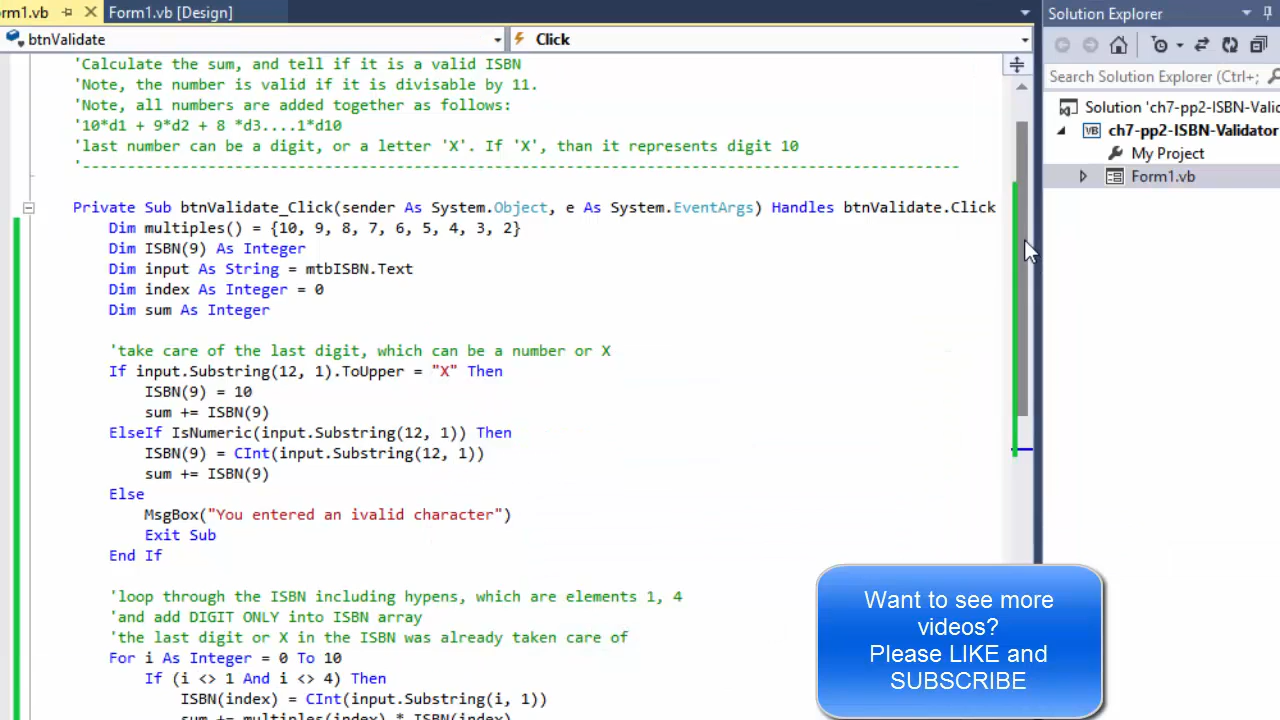 rm1.vb
Form1.vb [Design]
Solution Explorer
btnValidate
Click
Search Solution Explorer (Ctrl+;
'Calculate the sum, and tell if it is a valid ISBN
'Note, the number is valid if it is divisable by 11.
'Note, all numbers are added together as follows:
'10*d1 + 9*d2 + 8 *d3....1*d10
'last number can be a digit, or a letter 'X'. If 'X', than it represents digit 10
'-------------------------------------------------------------------------------------------------
Private Sub btnValidate_Click(sender As System.Object, e As System.EventArgs) Handles btnValidate.Click
Dim multiples() = {10, 9, 8, 7, 6, 5, 4, 3, 2}
Dim ISBN(9) As Integer
Dim input As String = mtbISBN.Text
Dim index As Integer = 0
Dim sum As Integer
'take care of the last digit, which can be a number or X
If input.Substring(12, 1).ToUpper = "X" Then
ISBN(9) = 10
sum += ISBN(9)
ElseIf IsNumeric(input.Substring(12, 1)) Then
ISBN(9) = CInt(input.Substring(12, 1))
sum += ISBN(9)
Else
MsgBox("You entered an ivalid character")
Exit Sub
End If
'loop through the ISBN including hypens, which are elements 1, 4
'and add DIGIT ONLY into ISBN array
'the last digit or X in the ISBN was already taken care of
For i As Integer = 0 To 10
If (i <> 1 And i <> 4) Then
ISBN(index) = CInt(input.Substring(i, 1))
sum += multiples(index) * ISBN(index)
Solution 'ch7-pp2-ISBN-Valid
VB ch7-pp2-ISBN-Validator
My Project
Form1.vb
Want to see more
videos?
Please LIKE and
SUBSCRIBE